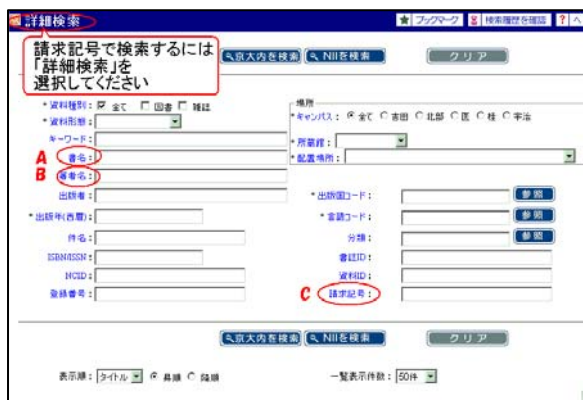 詳細検索
ブックマーク 検索履歴を確認 ?
請求記号で検索するには
「詳細検索」を
選択してください
京大内を検索 NIIを検索 クリア
*資料種別: 全て 図書 雑誌
場所
*キャンパス: 全て 吉田 北部 医 桂 宇治
*資料形態:
キーワード:
*所蔵館:
A 書名:
*配置場所:
B 著者名:
出版者:
*出版国コード: 参照
*出版年(西暦):
*言語コード: 参照
件名:
分類: 参照
ISBN/ISSN:
書誌ID:
NCID:
資料ID:
登録番号:
C 請求記号:
京大内を検索 NIIを検索 クリア
表示順: タイトル 昇順 降順
一覧表示件数: 50件